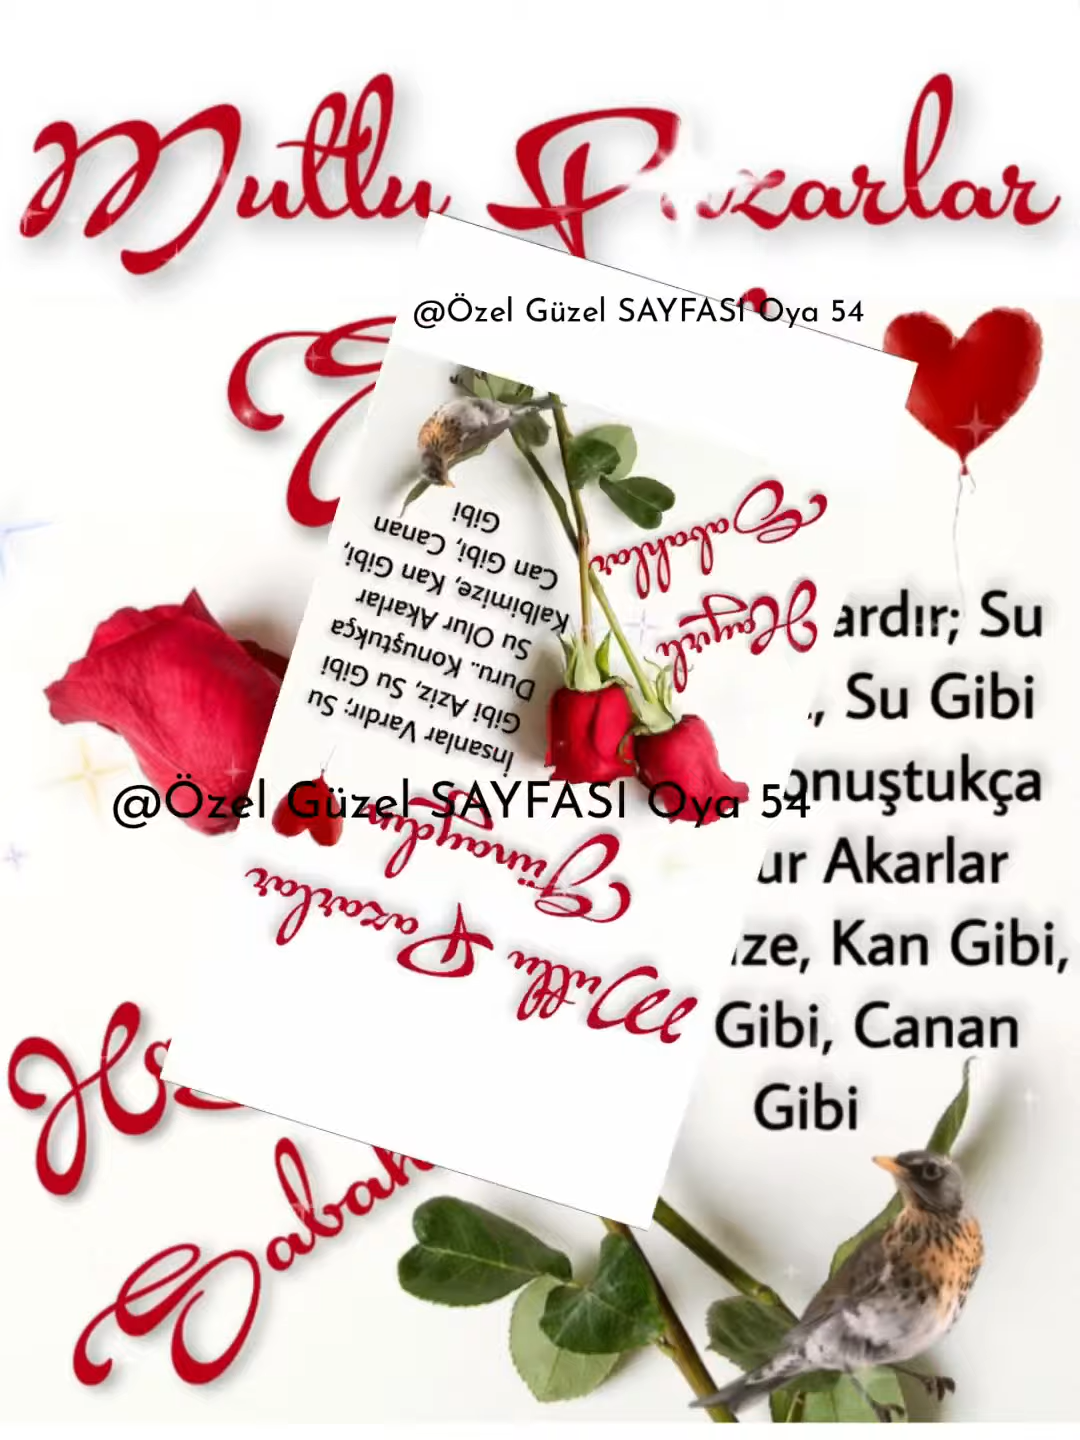 Mutlu Pazarlar
@Özel Güzel SAYFASI Oya 54
ardır; Su
, Su Gibi
onuştukça
ur Akarlar
ize, Kan Gibi,
Gibi, Canan
Gibi
@Özel Güzel SAYFASI Oya 54
Sabah
Mutlu Pazarlar
Günaydın
İnsanlar Vardır; Su
Gibi Aziz, Su Gibi
Duru.. Konuştukça
Su Olur Akarlar
Kalbimize, Kan Gibi,
Can Gibi, Canan
Gibi
Hayırlı
Sabahlar